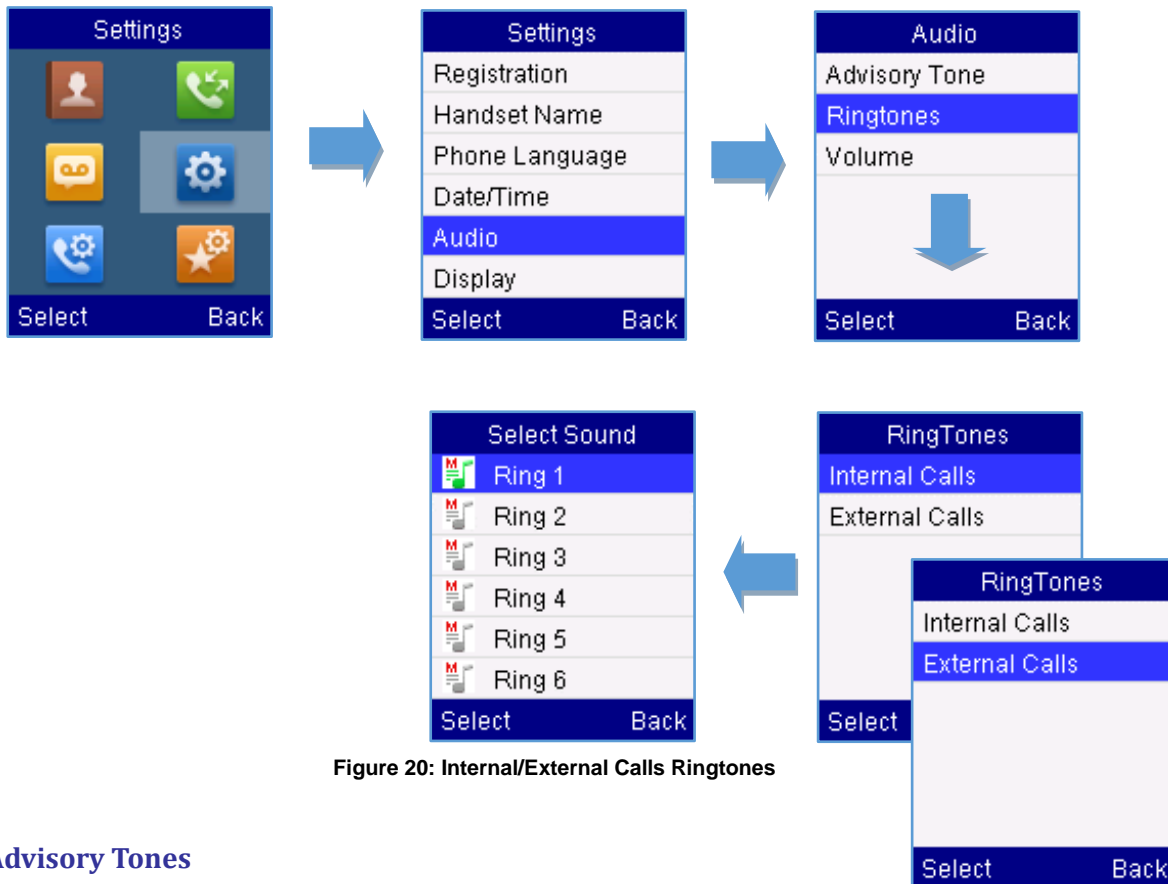 Settings
Select Back
Settings
Registration
Handset Name
Phone Language
Date/Time
Audio
Display
Select Back
Audio
Advisory Tone
Ringtones
Volume
Select Back
RingTones
Internal Calls
External Calls
Select
RingTones
Internal Calls
External Calls
Select Back
Select Sound
M Ring 1
M Ring 2
M Ring 3
M Ring 4
M Ring 5
M Ring 6
Select Back
Figure 20: Internal/External Calls Ringtones
Advisory Tones